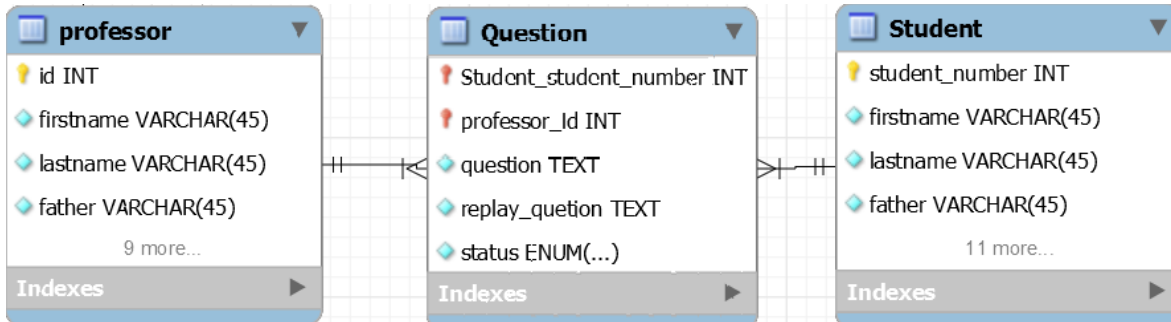 professor
id INT
firstname VARCHAR(45)
lastname VARCHAR(45)
father VARCHAR(45)
9 more...
Indexes
Question
Student_student_number INT
professor_Id INT
question TEXT
replay_quetion TEXT
status ENUM(...)
Indexes
Student
student_number INT
firstname VARCHAR(45)
lastname VARCHAR(45)
father VARCHAR(45)
11 more...
Indexes